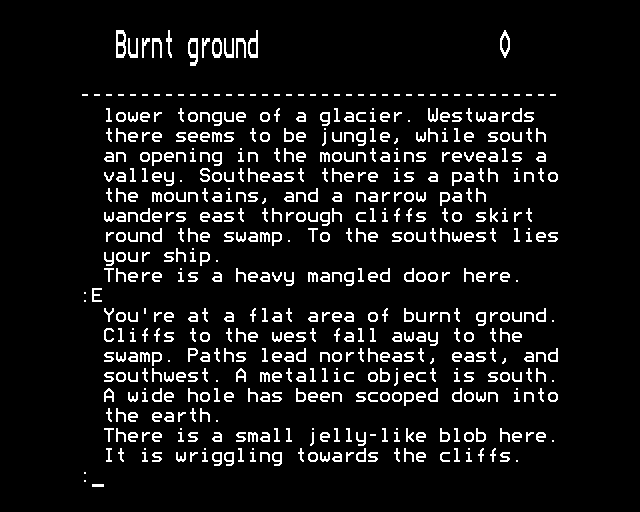 Burnt ground 0
----------------------------------------
lower tongue of a glacier. Westwards
there seems to be jungle, while south
an opening in the mountains reveals a
valley. Southeast there is a path into
the mountains, and a narrow path
wanders east through cliffs to skirt
round the swamp. To the southwest lies
your ship.
There is a heavy mangled door here.
:E
You're at a flat area of burnt ground.
Cliffs to the west fall away to the
swamp. Paths lead northeast, east, and
southwest. A metallic object is south.
A wide hole has been scooped down into
the earth.
There is a small jelly-like blob here.
It is wriggling towards the cliffs.
:_